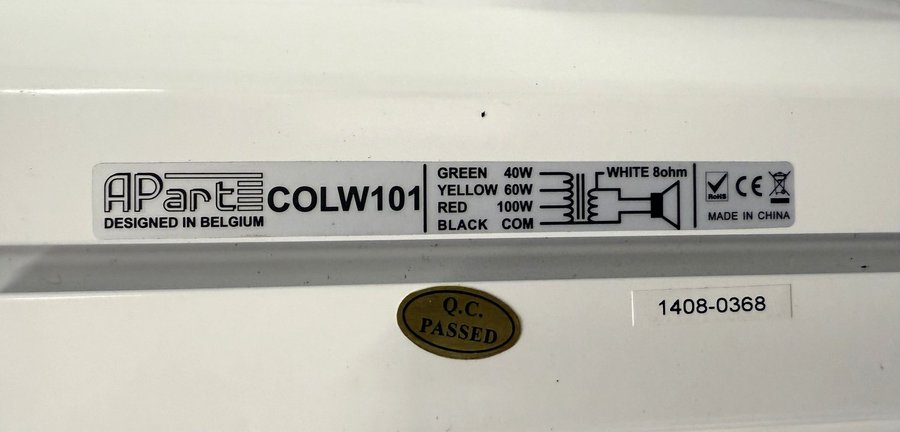 APart
DESIGNED IN BELGIUM
COLW101
GREEN 40W
YELLOW 60W
RED 100W
BLACK COM
WHITE 8ohm
RoHS
CE
MADE IN CHINA
Q.C.
PASSED
1408-0368